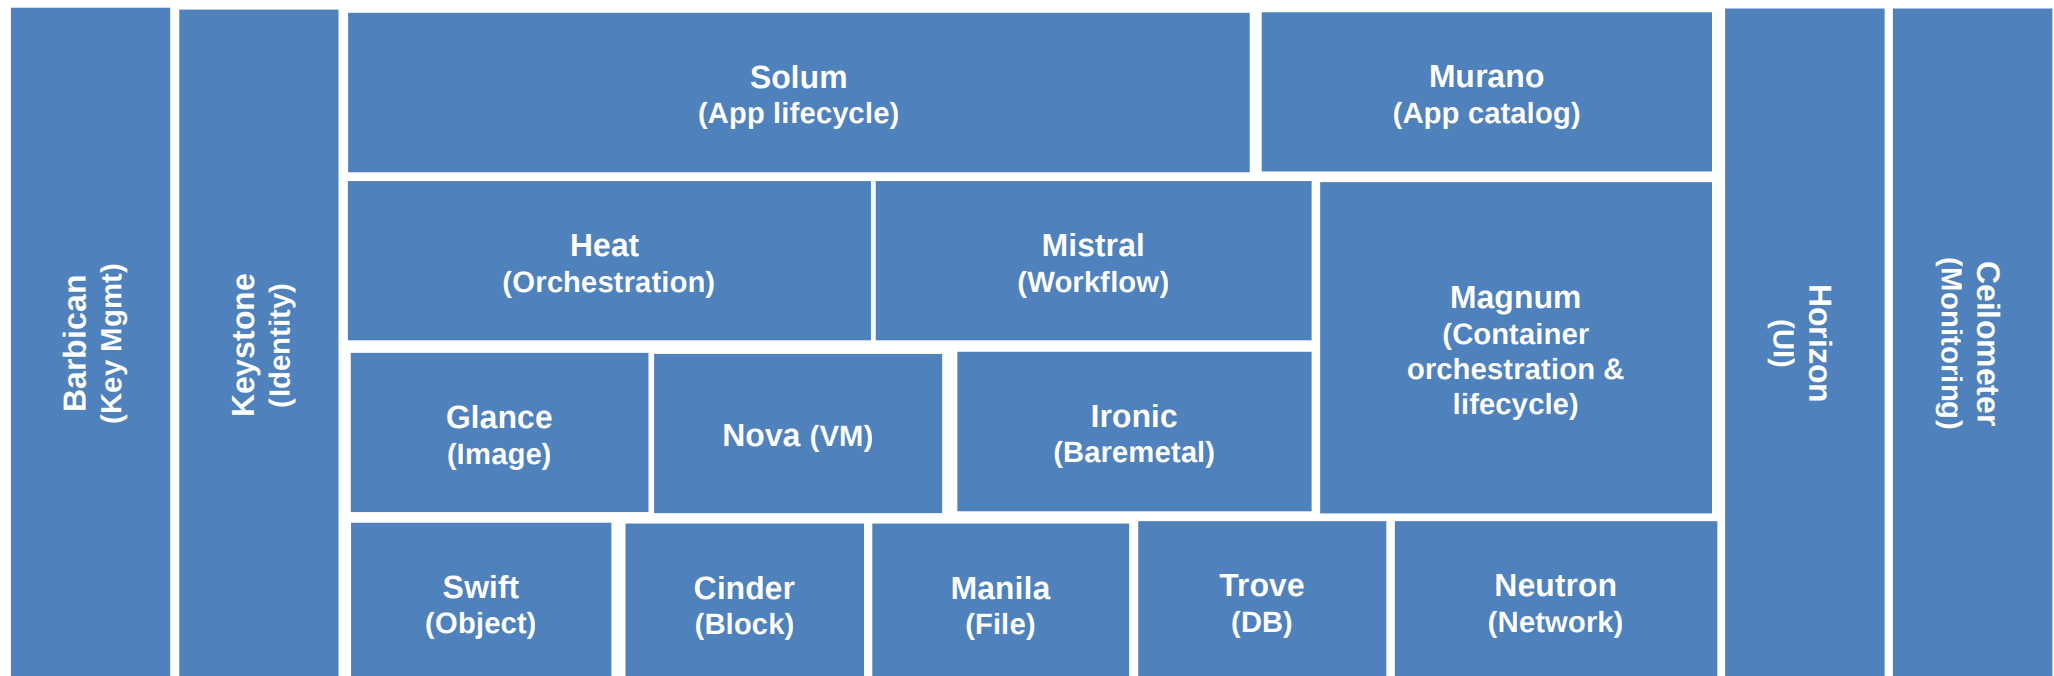 Barbican
(Key Mgmt)
Keystone
(Identity)
Solum
(App lifecycle)
Murano
(App catalog)
Heat
(Orchestration)
Mistral
(Workflow)
Magnum
(Container
orchestration &
lifecycle)
Glance
(Image)
Nova (VM)
Ironic
(Baremetal)
Swift
(Object)
Cinder
(Block)
Manila
(File)
Trove
(DB)
Neutron
(Network)
Horizon
(UI)
Ceilometer
(Monitoring)